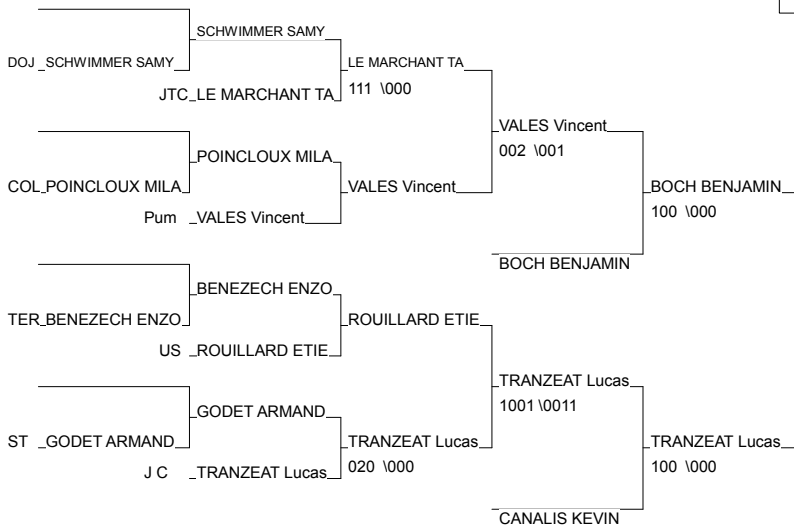 SCHWIMMER SAMY
DOJ SCHWIMMER SAMY
LE MARCHANT TA
JTC LE MARCHANT TA
111 \000
VALES Vincent
002 \001
POINCLOUX MILA
COL POINCLOUX MILA
VALES Vincent
BOCH BENJAMIN
100 \000
Pum VALES Vincent
BOCH BENJAMIN
BENEZECH ENZO
TER BENEZECH ENZO
ROUILLARD ETIE
US ROUILLARD ETIE
TRANZEAT Lucas
1001 \0011
GODET ARMAND
ST GODET ARMAND
TRANZEAT Lucas
TRANZEAT Lucas
J C TRANZEAT Lucas
020 \000
100 \000
CANALIS KEVIN